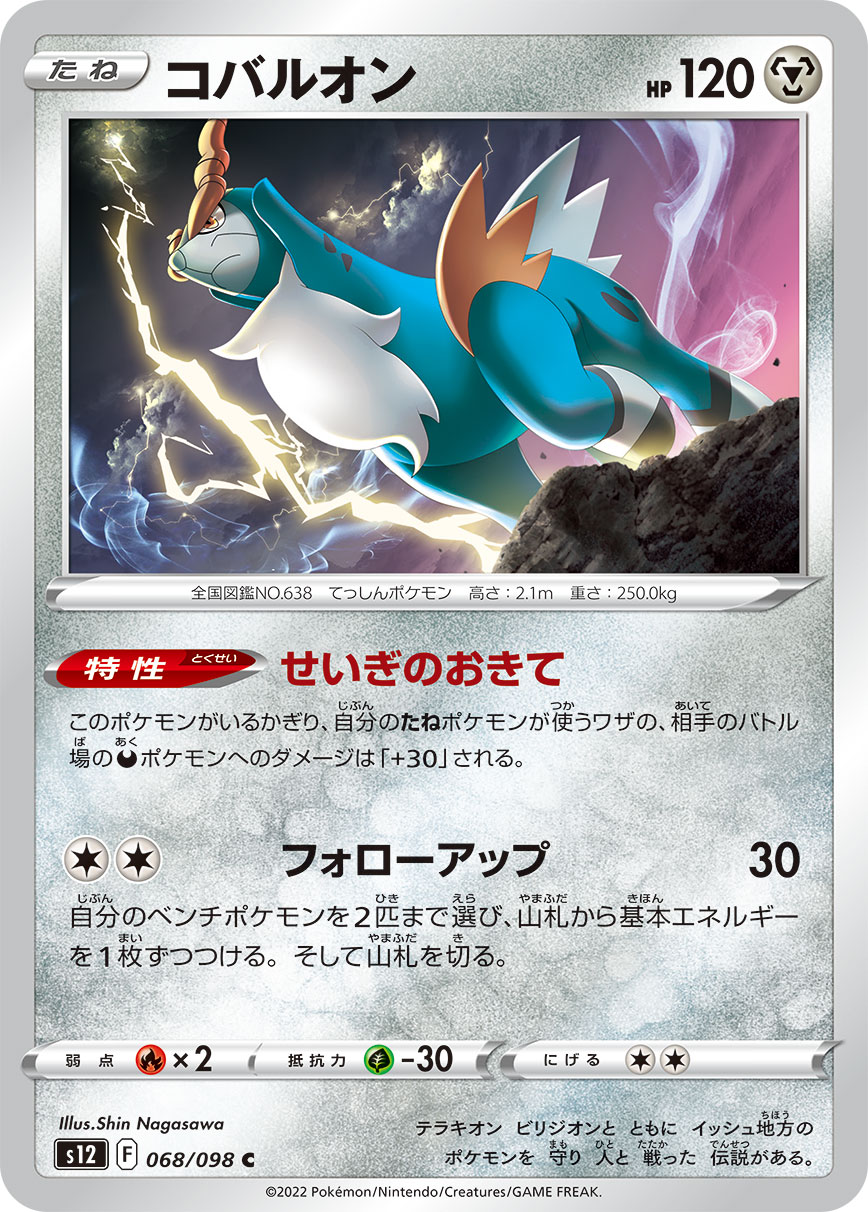 たね コバルオン HP 120
全国図鑑NO.638 てっしんポケモン 高さ：2.1m 重さ：250.0kg
特性 とくせい せいぎのおきて
このポケモンがいるかぎり、自分のたねポケモンが使うワザの、相手のバトル
場のポケモンへのダメージは「+30」される。
フォローアップ 30
自分のベンチポケモンを2匹まで選び、山札から基本エネルギー
を1枚ずつつける。そして山札を切る。
弱点 ×2 抵抗力 -30 にげる
Illus.Shin Nagasawa
テラキオン ビリジオンと ともに イッシュ地方の
ポケモンを 守り 人と 戦った 伝説がある。
s12 F 068/098 C
©2022 Pokémon/Nintendo/Creatures/GAME FREAK.